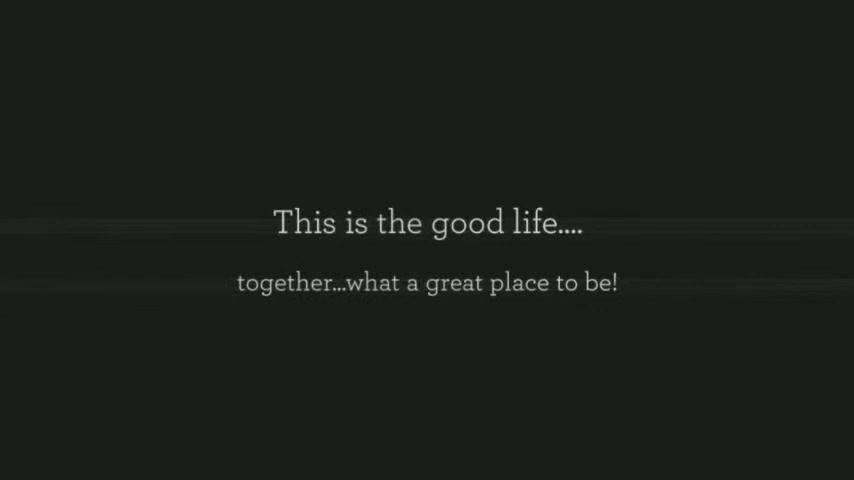 This is the good life....
together...what a great place to be!